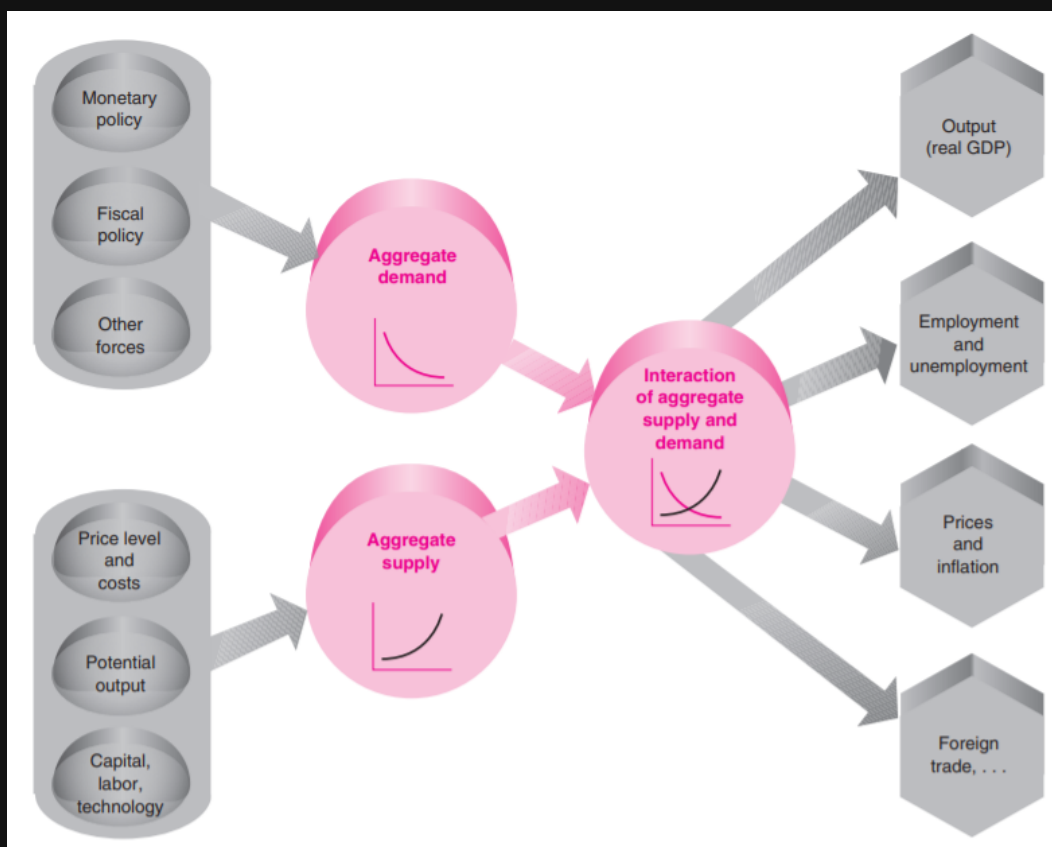 Monetary
policy
Fiscal
policy
Other
forces
Price level
and
costs
Potential
output
Capital,
labor,
technology
Aggregate
demand
Aggregate
supply
Interaction
of aggregate
supply and
demand
Output
(real GDP)
Employment
and
unemployment
Prices
and
inflation
Foreign
trade, . . .